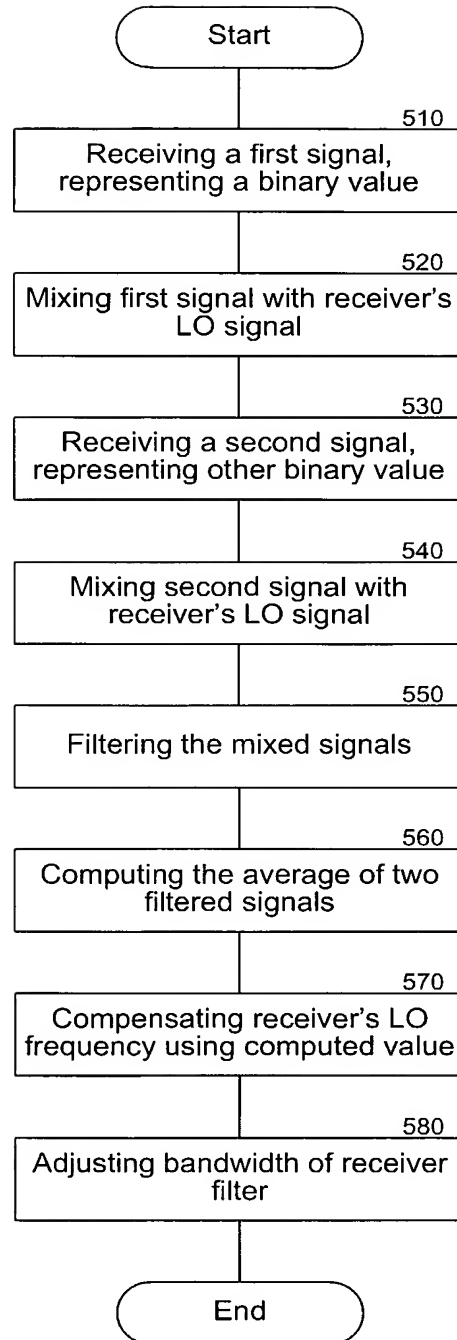 Start
510
Receiving a first signal,
representing a binary value
520
Mixing first signal with receiver's
LO signal
530
Receiving a second signal,
representing other binary value
540
Mixing second signal with
receiver's LO signal
550
Filtering the mixed signals
560
Computing the average of two
filtered signals
570
Compensating receiver's LO
frequency using computed value
580
Adjusting bandwidth of receiver
filter
End